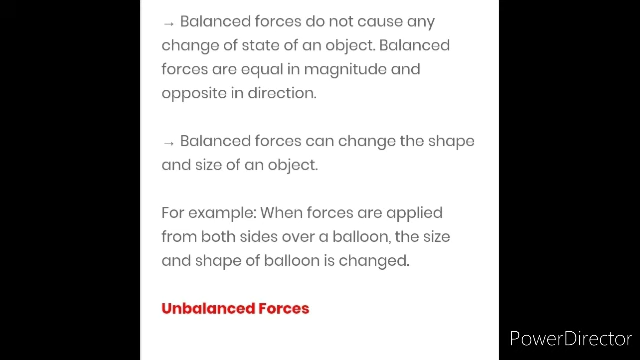 → Balanced forces do not cause any
change of state of an object. Balanced
forces are equal in magnitude and
opposite in direction.
→ Balanced forces can change the shape
and size of an object.
For example: When forces are applied
from both sides over a balloon, the size
and shape of balloon is changed.
Unbalanced Forces
PowerDirector